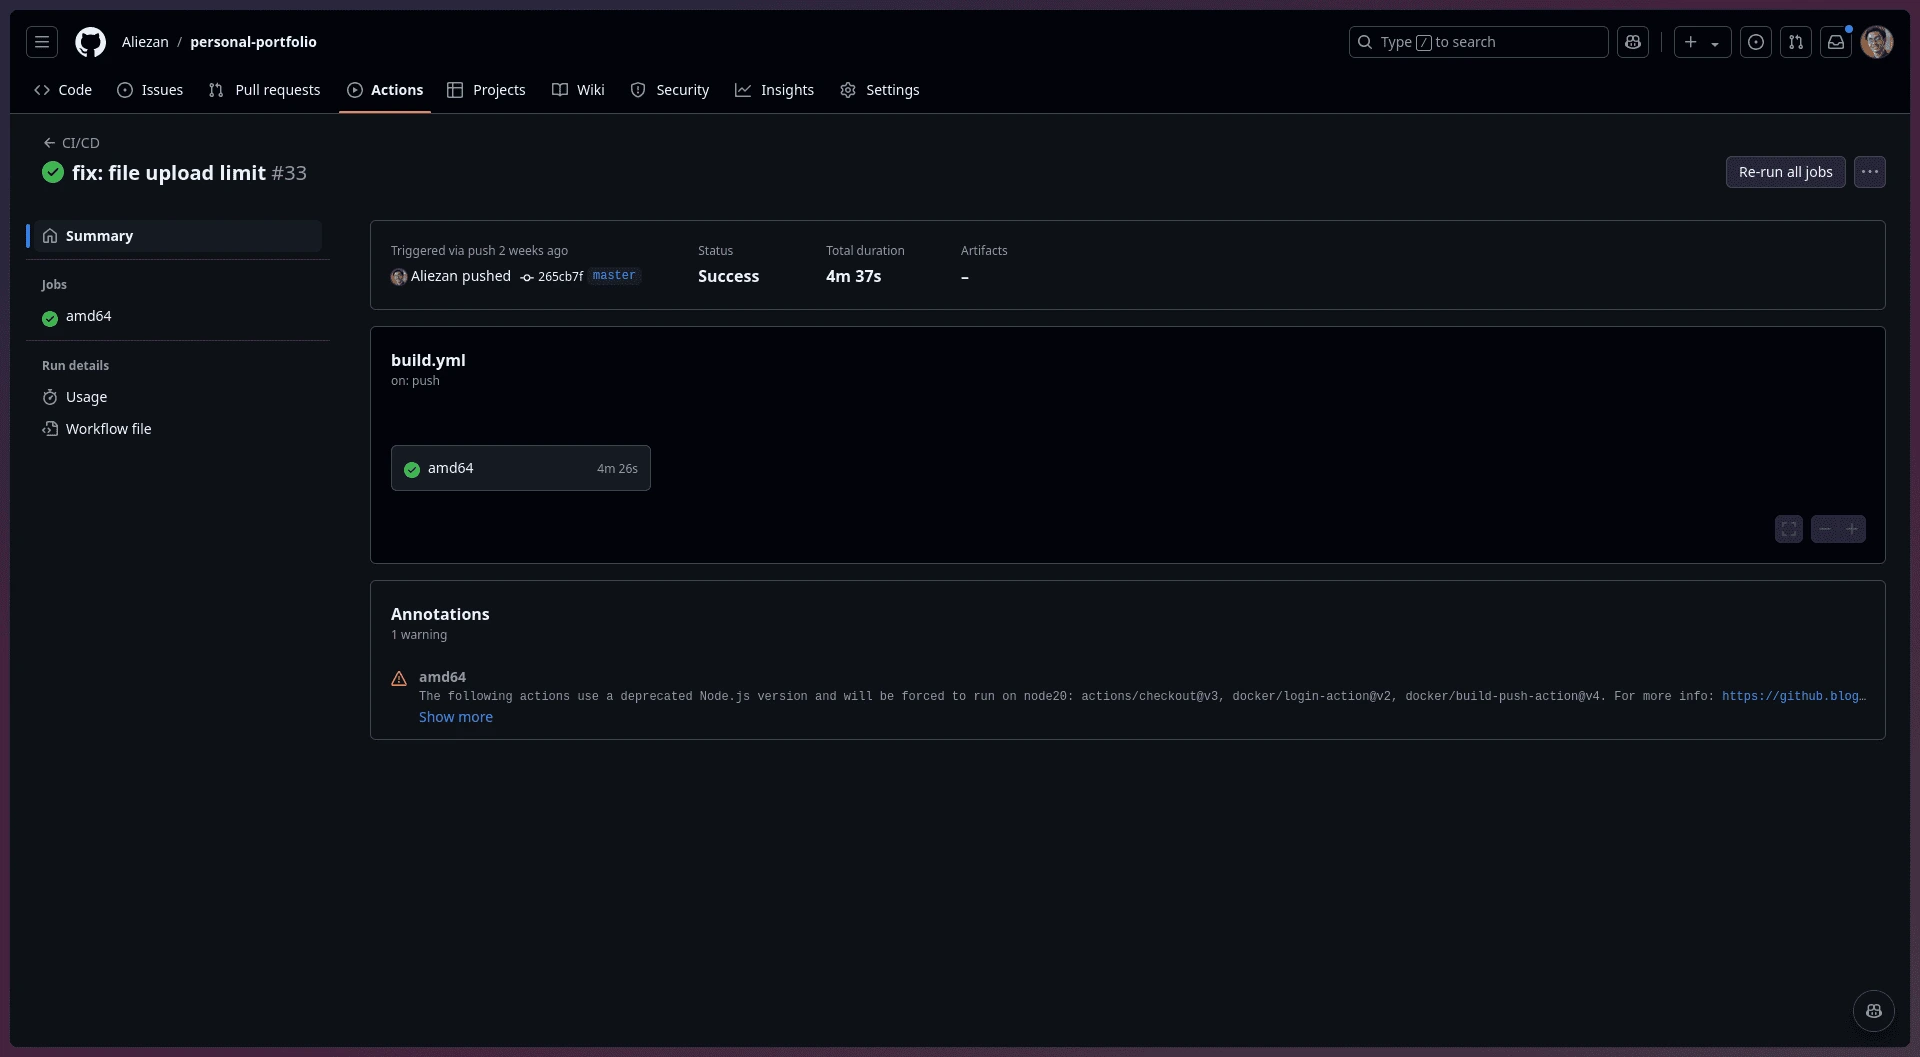 Aliezan / personal-portfolio
Type / to search
Code
Issues
Pull requests
Actions
Projects
Wiki
Security
Insights
Settings
CI/CD
fix: file upload limit #33
Re-run all jobs
Summary
Jobs
amd64
Run details
Usage
Workflow file
Triggered via push 2 weeks ago
Aliezan pushed 265cb7f master
Status
Success
Total duration
4m 37s
Artifacts
–
build.yml
on: push
amd64 4m 26s
Annotations
1 warning
amd64
The following actions use a deprecated Node.js version and will be forced to run on node20: actions/checkout@v3, docker/login-action@v2, docker/build-push-action@v4. For more info: https://github.blog…
Show more